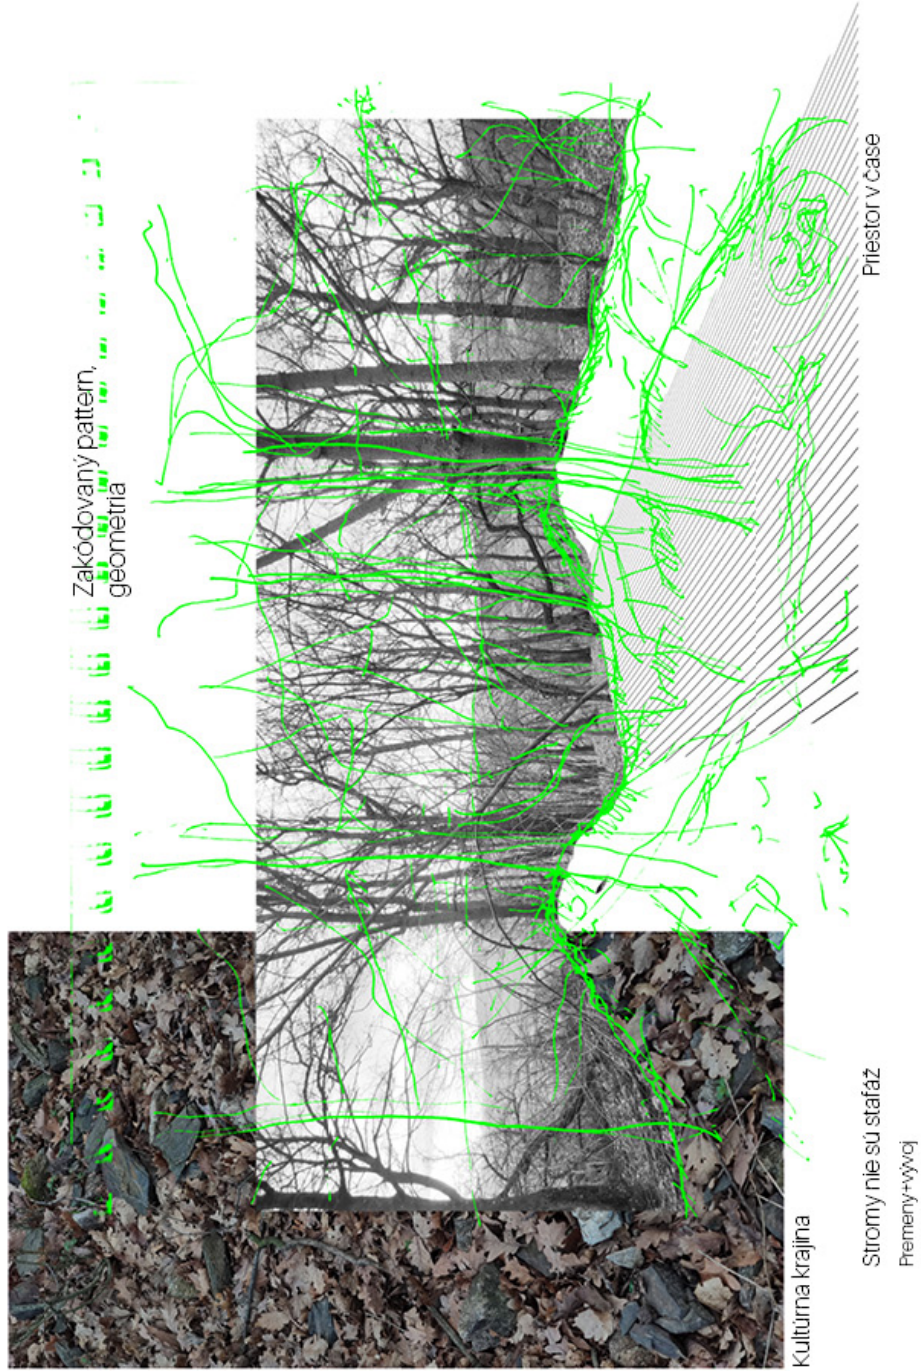 Zakódovaný pattern,
geometria
Priestor v čase
Kultúrna krajina
Stromy nie sú stafáž
Premeny+vývoj